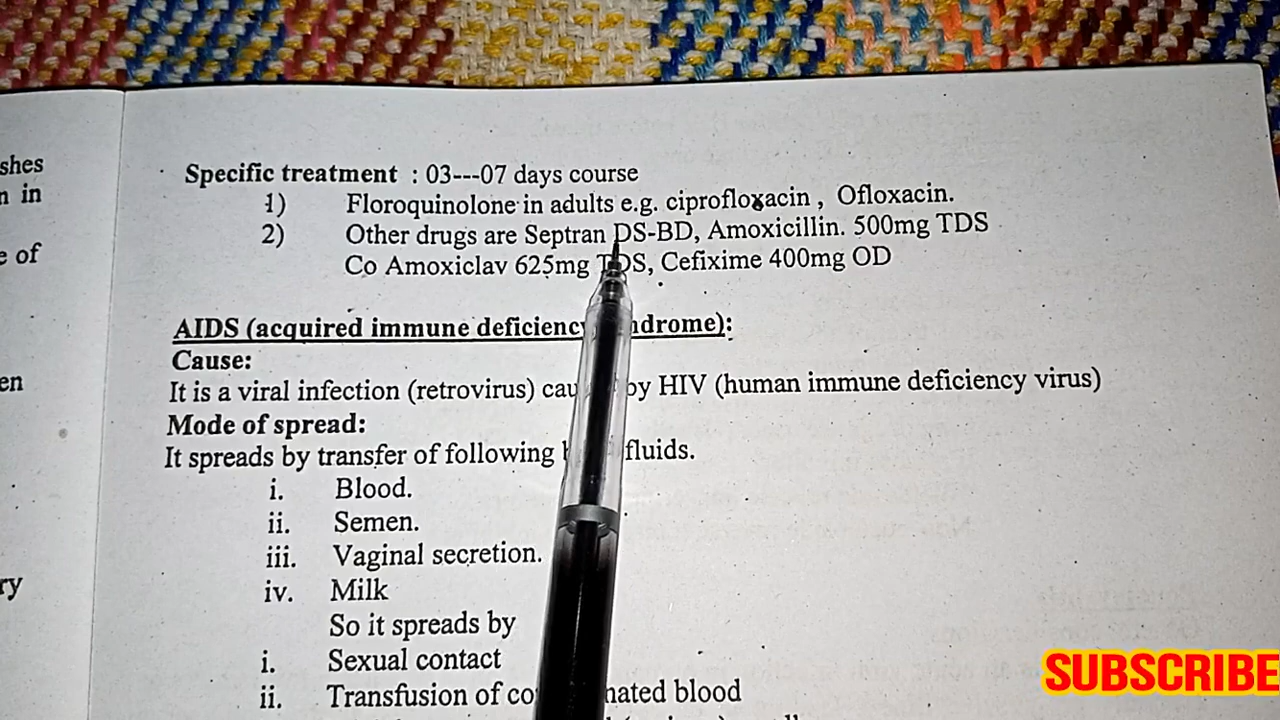 shes
n in
e of
en
ry
Specific treatment : 03---07 days course
1) Floroquinolone in adults e.g. ciprofloxacin , Ofloxacin.
2) Other drugs are Septran DS-BD, Amoxicillin. 500mg TDS
Co Amoxiclav 625mg TDS, Cefixime 400mg OD
AIDS (acquired immune deficiency syndrome):
Cause:
It is a viral infection (retrovirus) caused by HIV (human immune deficiency virus)
Mode of spread:
It spreads by transfer of following fluids.
i. Blood.
ii. Semen.
iii. Vaginal secretion.
iv. Milk
So it spreads by
i. Sexual contact
ii. Transfusion of contaminated blood
SUBSCRIBE